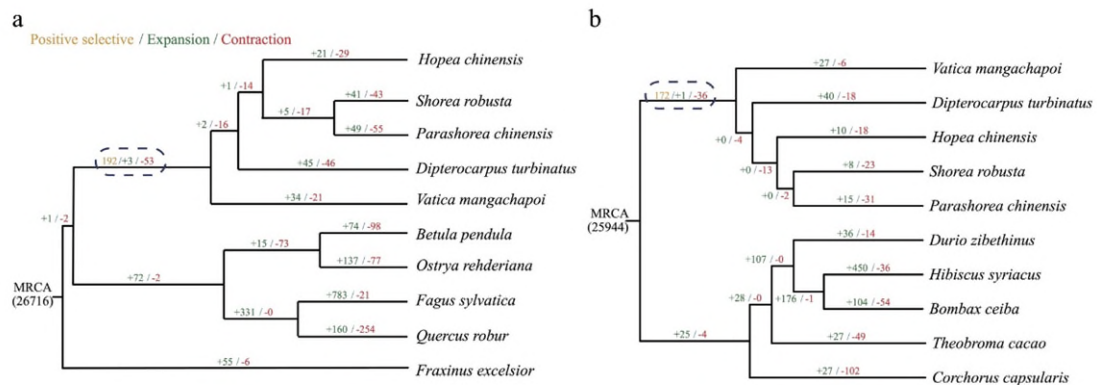 a
Positive selective / Expansion / Contraction
+21 / -29
Hopea chinensis
+1 / -14
+41 / -43
Shorea robusta
+5 / -17
+49 / -55
Parashorea chinensis
+2 / -16
+45 / -46
Dipterocarpus turbinatus
192/+3 /-53
+34 / -21
Vatica mangachapoi
+1 / -2
+74 / -98
Betula pendula
+15 / -73
+137 / -77
Ostrya rehderiana
+72 / -2
+783 / -21
Fagus sylvatica
+331 / -0
+160 / -254
Quercus robur
MRCA
(26716)
+55 / -6
Fraxinus excelsior
b
+27 / -6
Vatica mangachapoi
172/+1 /-36
+40 / -18
Dipterocarpus turbinatus
+0 / -4
+10 / -18
Hopea chinensis
+0 / -13
+8 / -23
Shorea robusta
+0 / -2
+15 / -31
Parashorea chinensis
MRCA
(25944)
+36 / -14
Durio zibethinus
+107 / -0
+450 / -36
Hibiscus syriacus
+176 / -1
+104 / -54
Bombax ceiba
+28 / -0
+27 / -49
Theobroma cacao
+25 / -4
+27 / -102
Corchorus capsularis